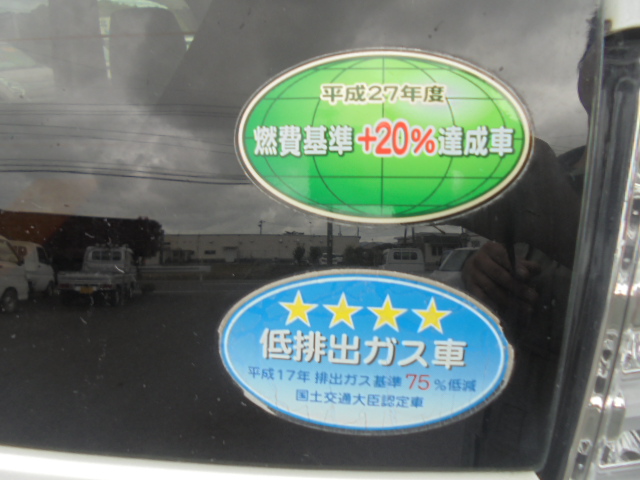 平成27年度
燃費基準+20%達成車
低排出ガス車
平成17年 排出ガス基準 75%低減
国土交通大臣認定車